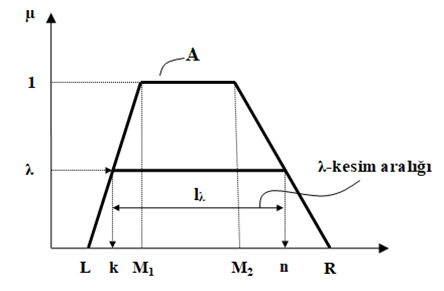 μ
A
1
λ
λ-kesim aralığı
lλ
L k M₁ M₂ n R